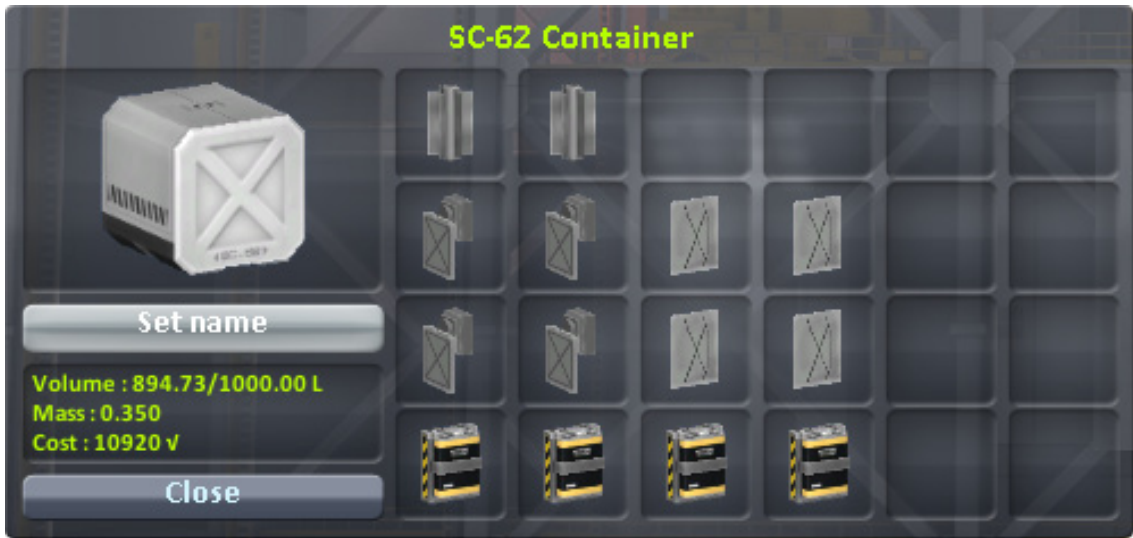 SC-62 Container
Set name
Volume : 894.73/1000.00 L
Mass : 0.350
Cost : 10920 √
Close